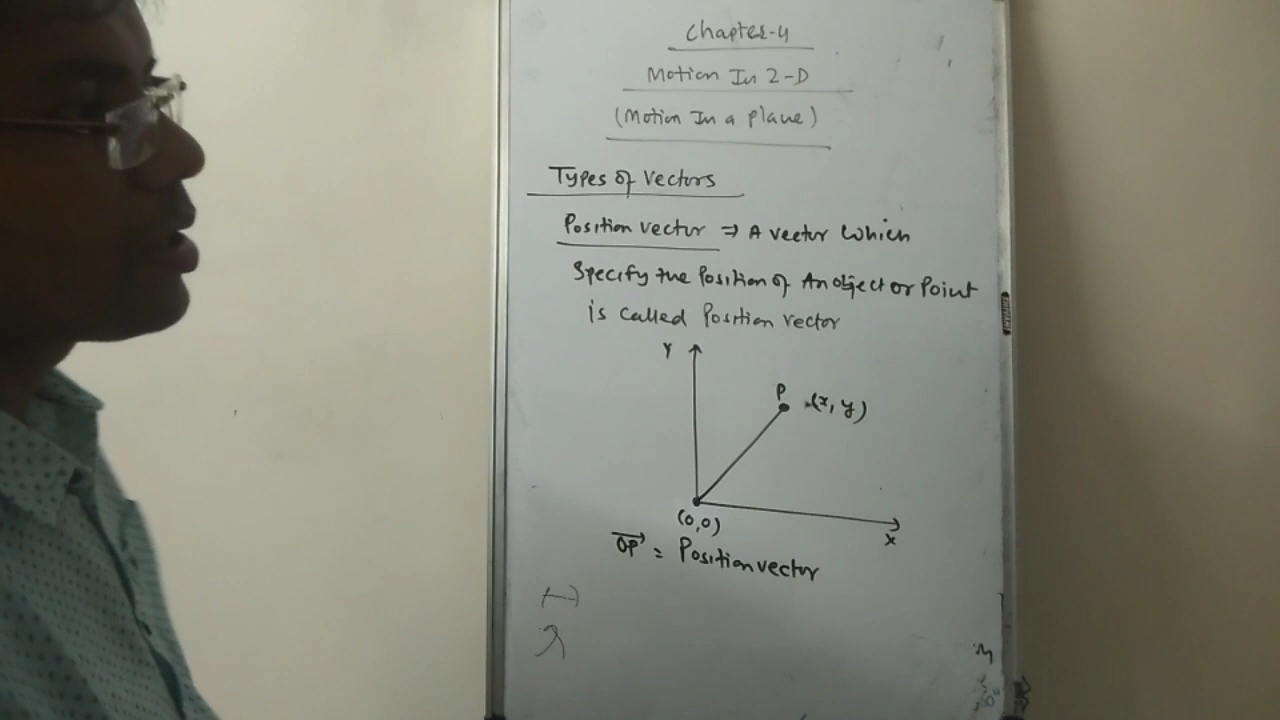 Chapter-4
Motion In 2-D
(Motion In a plane)
Types of Vectors
Position vector ⇒ A vector which
Specify the Position of An object or Point
is called Position vector
Y
P (x, y)
(0,0)
X
OP = Position vector